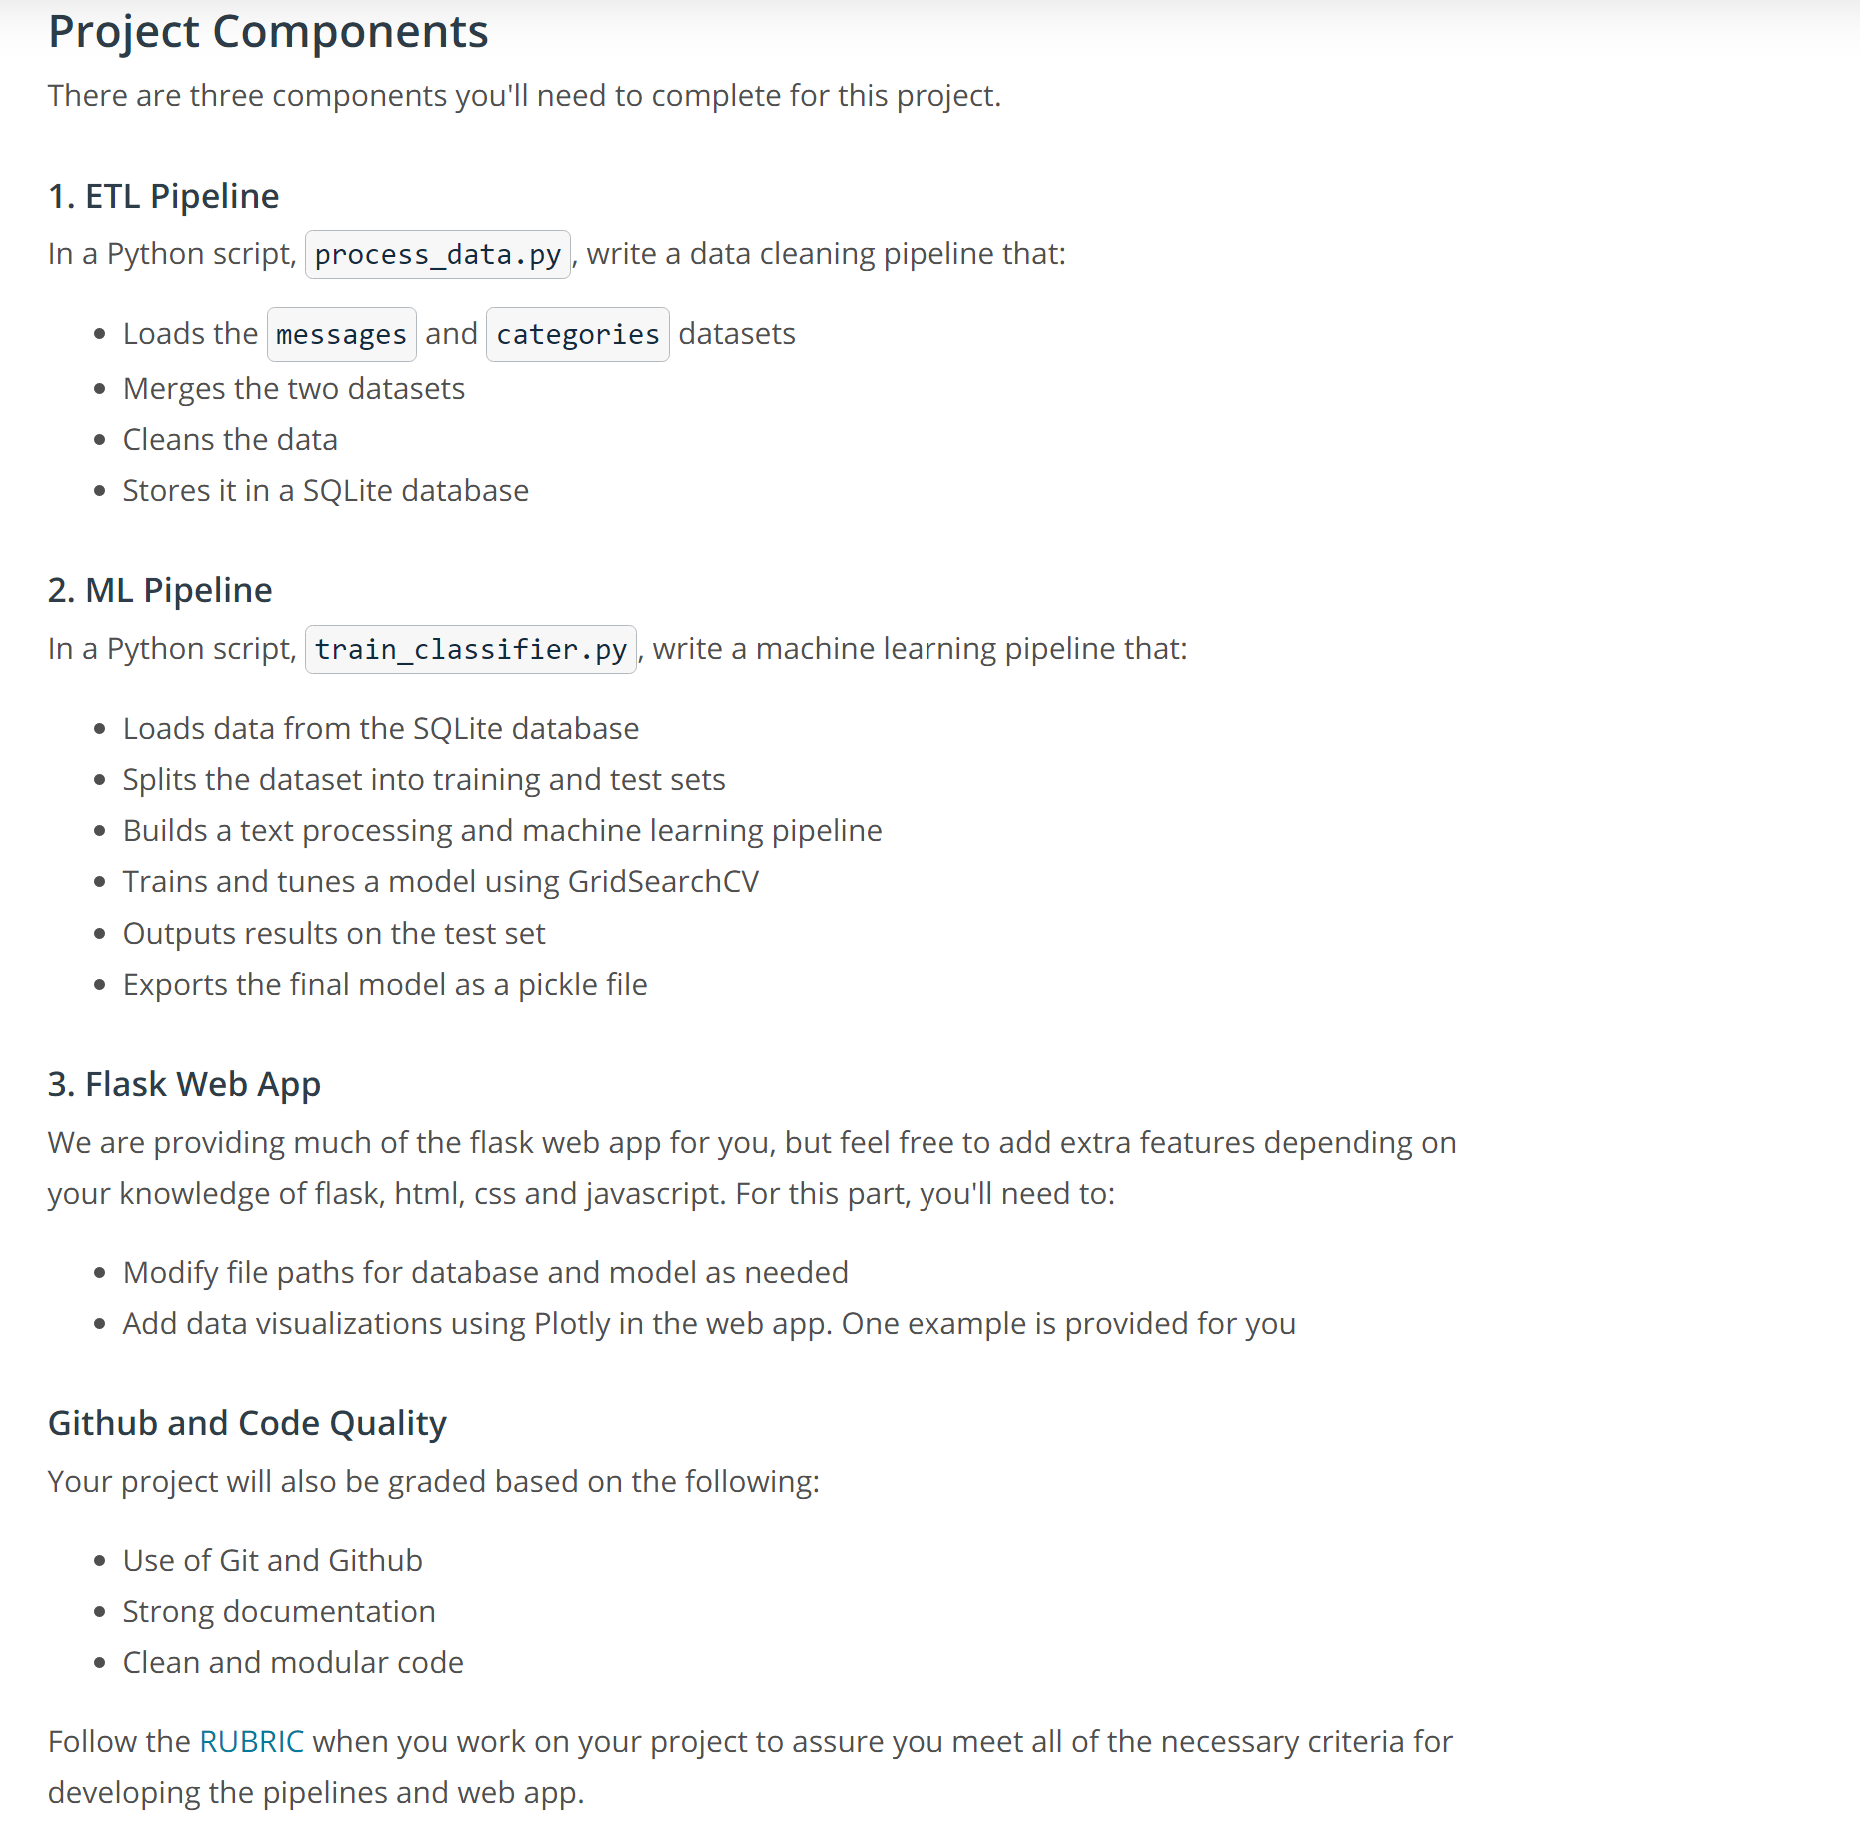 Project Components
There are three components you'll need to complete for this project.
1. ETL Pipeline
In a Python script, process_data.py, write a data cleaning pipeline that:
• Loads the messages and categories datasets
• Merges the two datasets
• Cleans the data
• Stores it in a SQLite database
2. ML Pipeline
In a Python script, train_classifier.py, write a machine learning pipeline that:
• Loads data from the SQLite database
• Splits the dataset into training and test sets
• Builds a text processing and machine learning pipeline
• Trains and tunes a model using GridSearchCV
• Outputs results on the test set
• Exports the final model as a pickle file
3. Flask Web App
We are providing much of the flask web app for you, but feel free to add extra features depending on
your knowledge of flask, html, css and javascript. For this part, you'll need to:
• Modify file paths for database and model as needed
• Add data visualizations using Plotly in the web app. One example is provided for you
Github and Code Quality
Your project will also be graded based on the following:
• Use of Git and Github
• Strong documentation
• Clean and modular code
Follow the RUBRIC when you work on your project to assure you meet all of the necessary criteria for
developing the pipelines and web app.